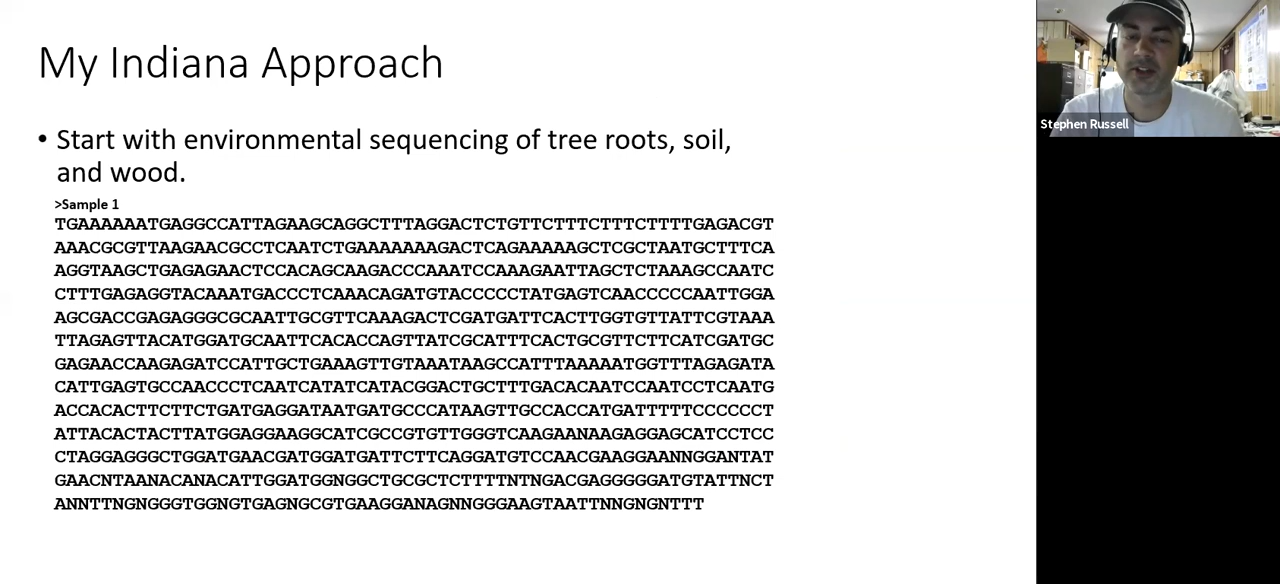 My Indiana Approach
• Start with environmental sequencing of tree roots, soil,
and wood.
>Sample 1
TGAAAAAATGAGGCCATTAGAAGCAGGCTTTAGGACTCTGTTCTTTCTTTCTTTTGAGACGT
AAACGCGTTAAGAACGCCTCAATCTGAAAAAAAGACTCAGAAAAAGCTCGCTAATGCTTTCA
AGGTAAGCTGAGAGAACTCCACAGCAAGACCCAAATCCAAAGAATTAGCTCTAAAGCCAATC
CTTTGAGAGGTACAAATGACCCTCAAACAGATGTACCCCCTATGAGTCAACCCCCAATTGGA
AGCGACCGAGAGGGCGCAATTGCGTTCAAAGACTCGATGATTCACTTGGTGTTATTCGTAAA
TTAGAGTTACATGGATGCAATTCACACCAGTTATCGCATTTCACTGCGTTCTTCATCGATGC
GAGAACCAAGAGATCCATTGCTGAAAGTTGTAAATAAGCCATTTAAAAATGGTTTAGAGATA
CATTGAGTGCCAACCCTCAATCATATCATACGGACTGCTTTGACACAATCCAATCCTCAATG
ACCACACTTCTTCTGATGAGGATAATGATGCCCATAAGTTGCCACCATGATTTTTCCCCCCT
ATTACACTACTTATGGAGGAAGGCATCGCCGTGTTGGGTCAAGAANAAGAGGAGCATCCTCC
CTAGGAGGGCTGGATGAACGATGGATGATTCTTCAGGATGTCCAACGAAGGAANNGGANTAT
GAACNTAANACANACATTGGATGGNGGCTGCGCTCTTTTNTNGACGAGGGGGATGTATTNCT
ANNTTNGNGGGTGGNGTGAGNGCGTGAAGGANAGNNGGGAAGTAATTNNGNGNTTT
Stephen Russell